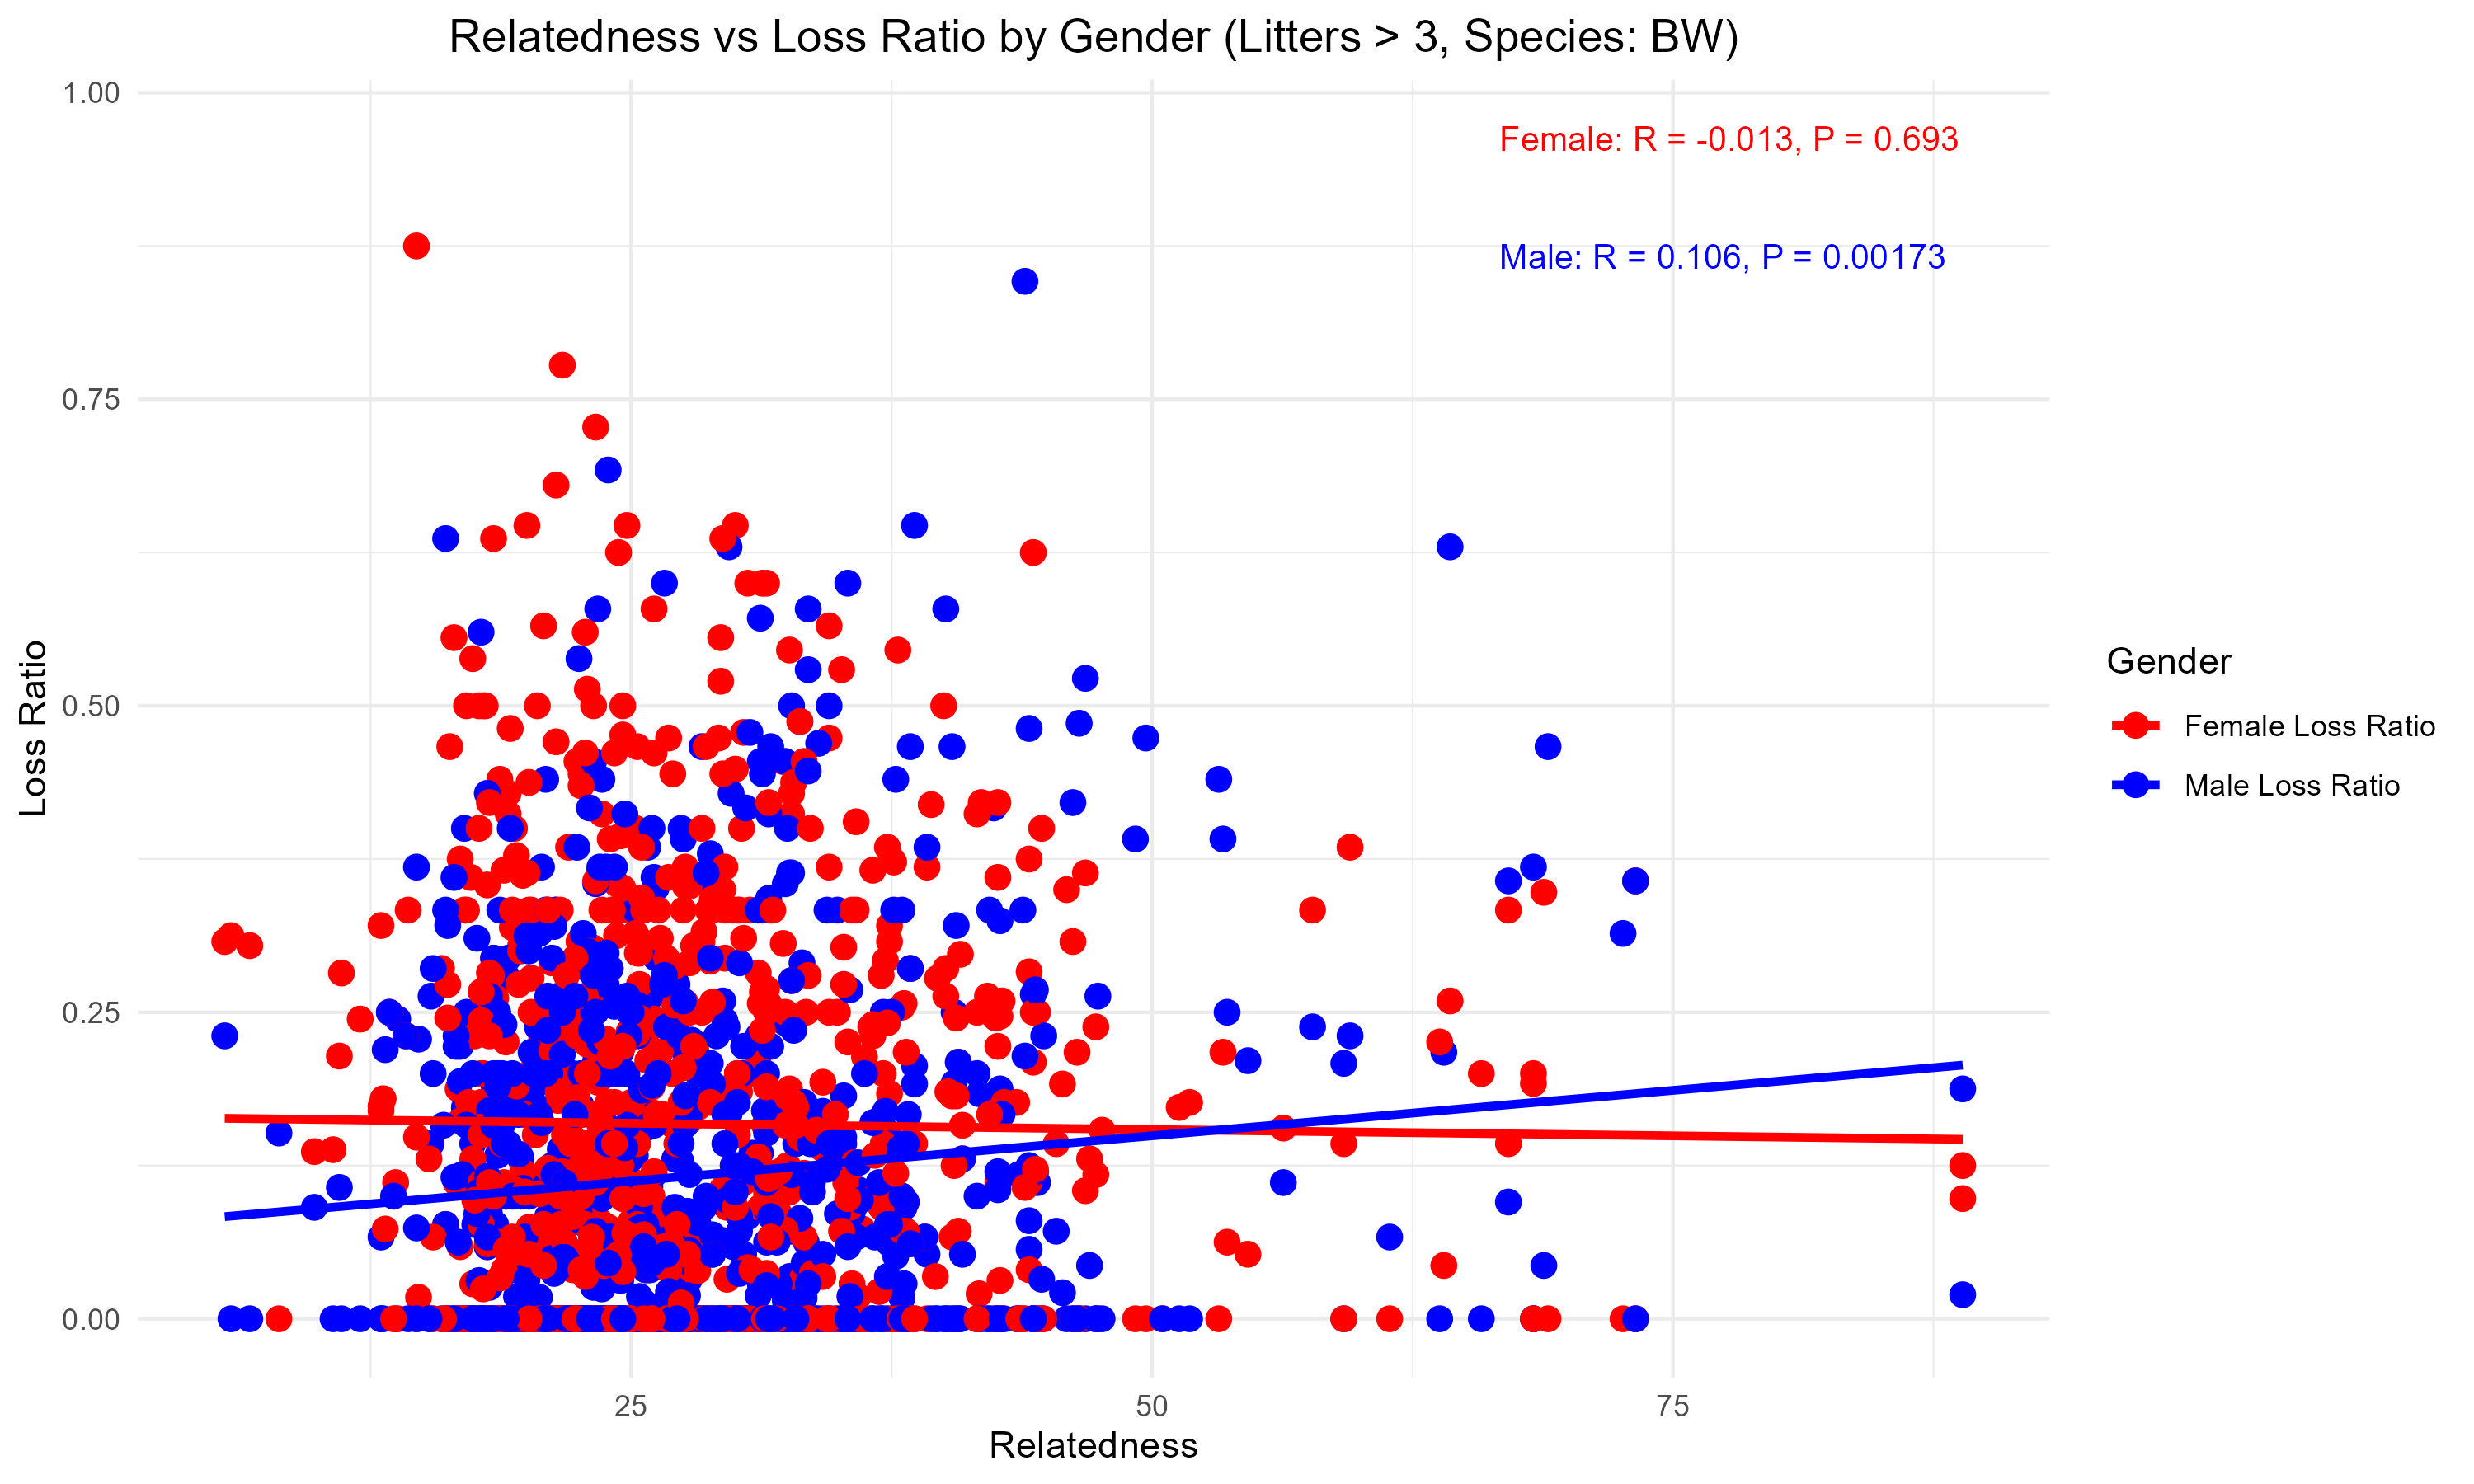 Relatedness vs Loss Ratio by Gender (Litters > 3, Species: BW)
1.00
Female: R = -0.013, P = 0.693
Male: R = 0.106, P = 0.00173
0.75
Gender
Loss Ratio
0.50
Female Loss Ratio
Male Loss Ratio
0.25
0.00
25 50 75
Relatedness